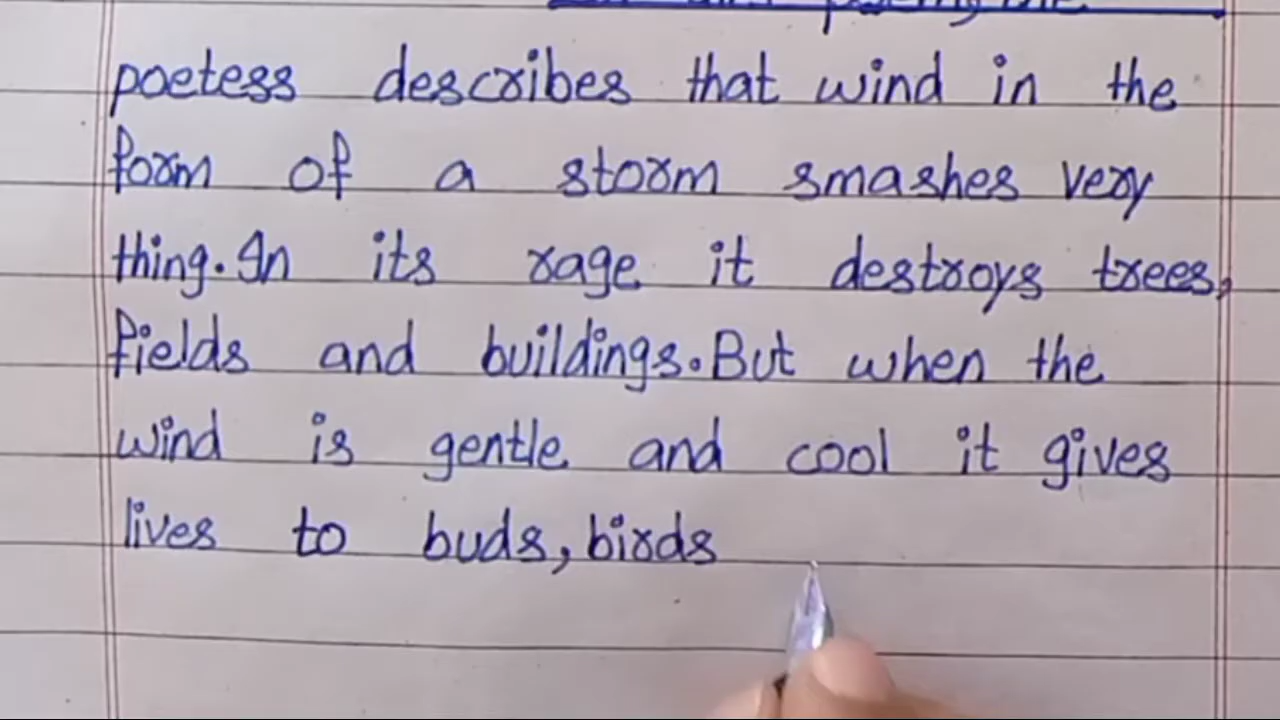 poetess describes that wind in the
form of a storm smashes very
thing. In its rage it destroys trees,
fields and buildings. But when the
wind is gentle and cool it gives
lives to buds, birds